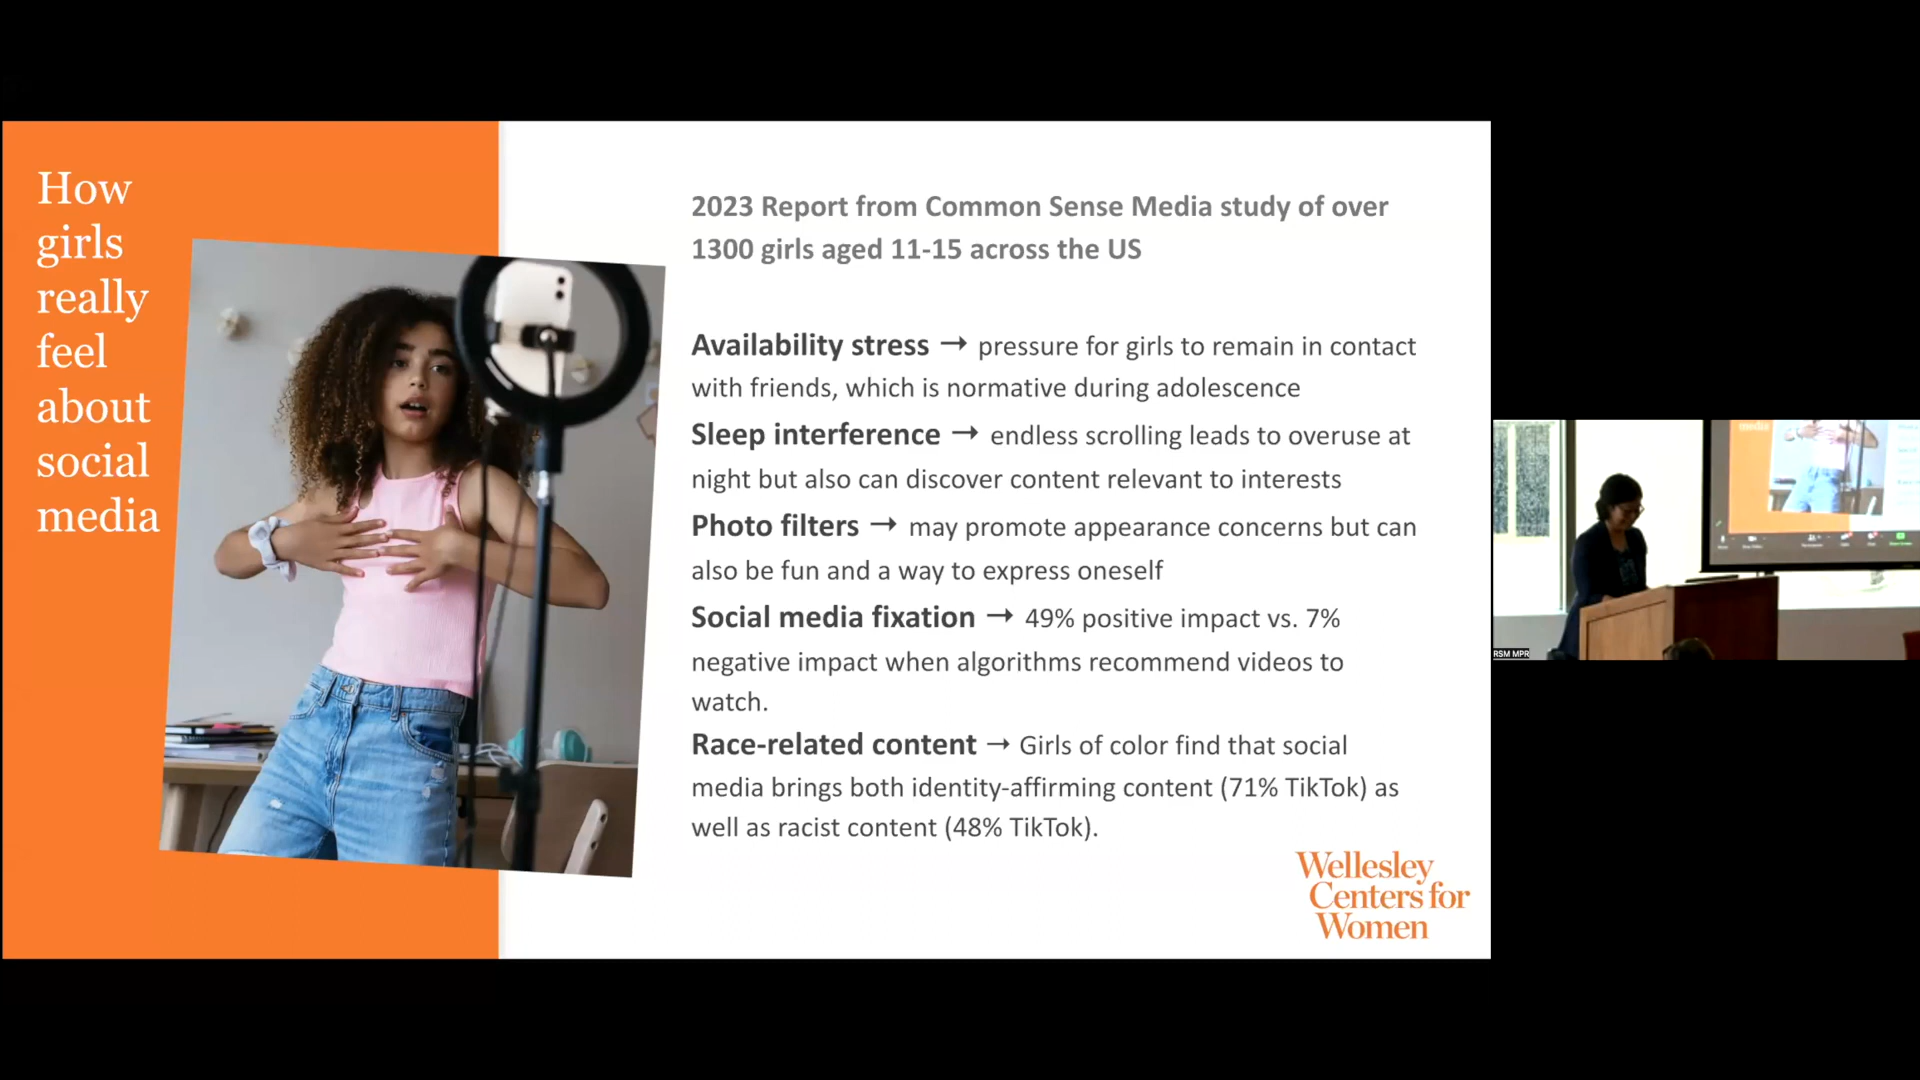 How
girls
really
feel
about
social
media
2023 Report from Common Sense Media study of over
1300 girls aged 11-15 across the US
Availability stress → pressure for girls to remain in contact
with friends, which is normative during adolescence
Sleep interference → endless scrolling leads to overuse at
night but also can discover content relevant to interests
Photo filters → may promote appearance concerns but can
also be fun and a way to express oneself
Social media fixation → 49% positive impact vs. 7%
negative impact when algorithms recommend videos to
watch.
Race-related content → Girls of color find that social
media brings both identity-affirming content (71% TikTok) as
well as racist content (48% TikTok).
Wellesley
Centers for
Women
RSM MPR
media